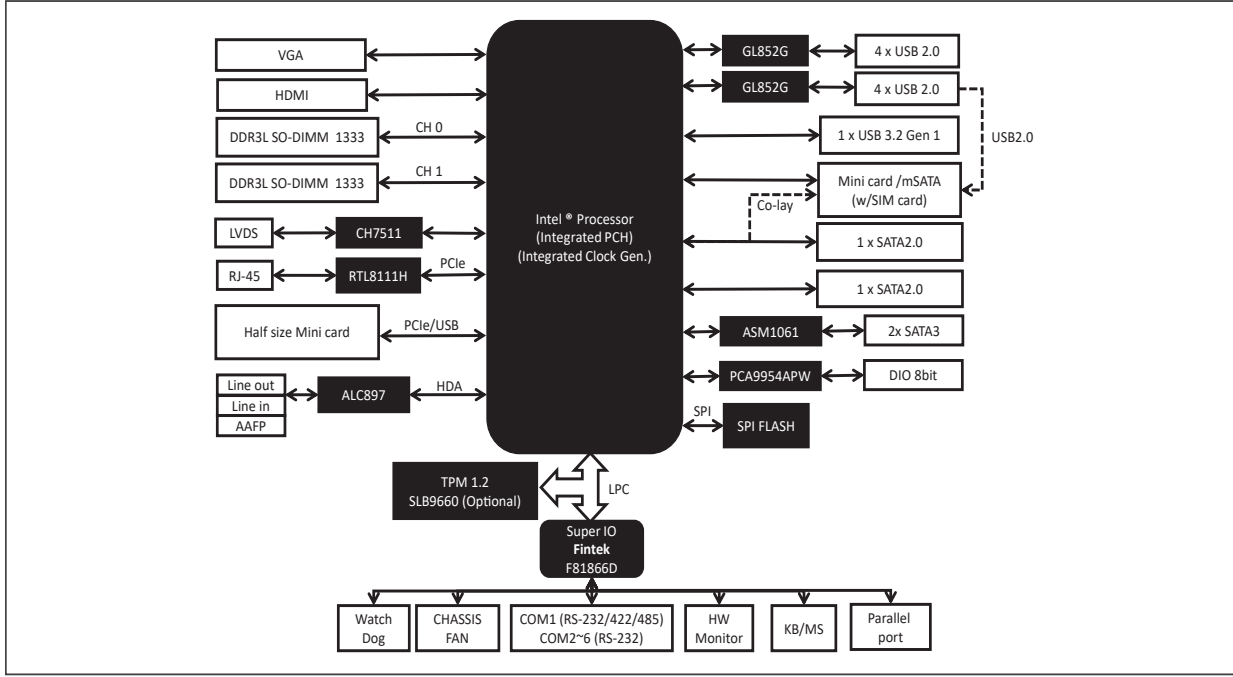 VGA
HDMI
DDR3L SO-DIMM 1333
CH 0
DDR3L SO-DIMM 1333
CH 1
LVDS
CH7511
RJ-45
RTL8111H
PCIe
Half size Mini card
PCIe/USB
Line out
Line in
AAFP
ALC897
HDA
Intel ® Processor
(Integrated PCH)
(Integrated Clock Gen.)
GL852G
4 x USB 2.0
GL852G
4 x USB 2.0
USB2.0
1 x USB 3.2 Gen 1
Mini card /mSATA
(w/SIM card)
Co-lay
1 x SATA2.0
1 x SATA2.0
ASM1061
2x SATA3
PCA9954APW
DIO 8bit
SPI
SPI FLASH
TPM 1.2
SLB9660 (Optional)
LPC
Super IO
Fintek
F81866D
Watch
Dog
CHASSIS
FAN
COM1 (RS-232/422/485)
COM2~6 (RS-232)
HW
Monitor
KB/MS
Parallel
port